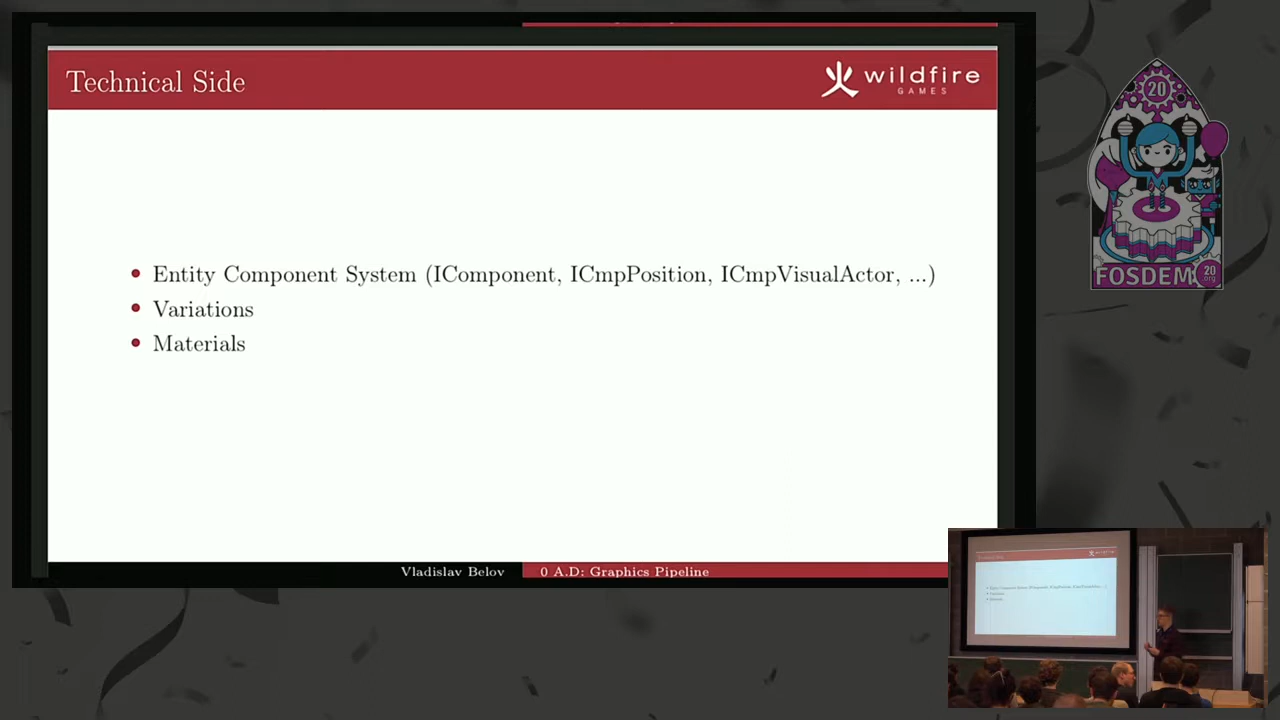 Technical Side
wildfire
GAMES
• Entity Component System (IComponent, ICmpPosition, ICmpVisualActor, ...)
• Variations
• Materials
Vladislav Belov
0 A.D: Graphics Pipeline
20
FOSDEM
20
.org